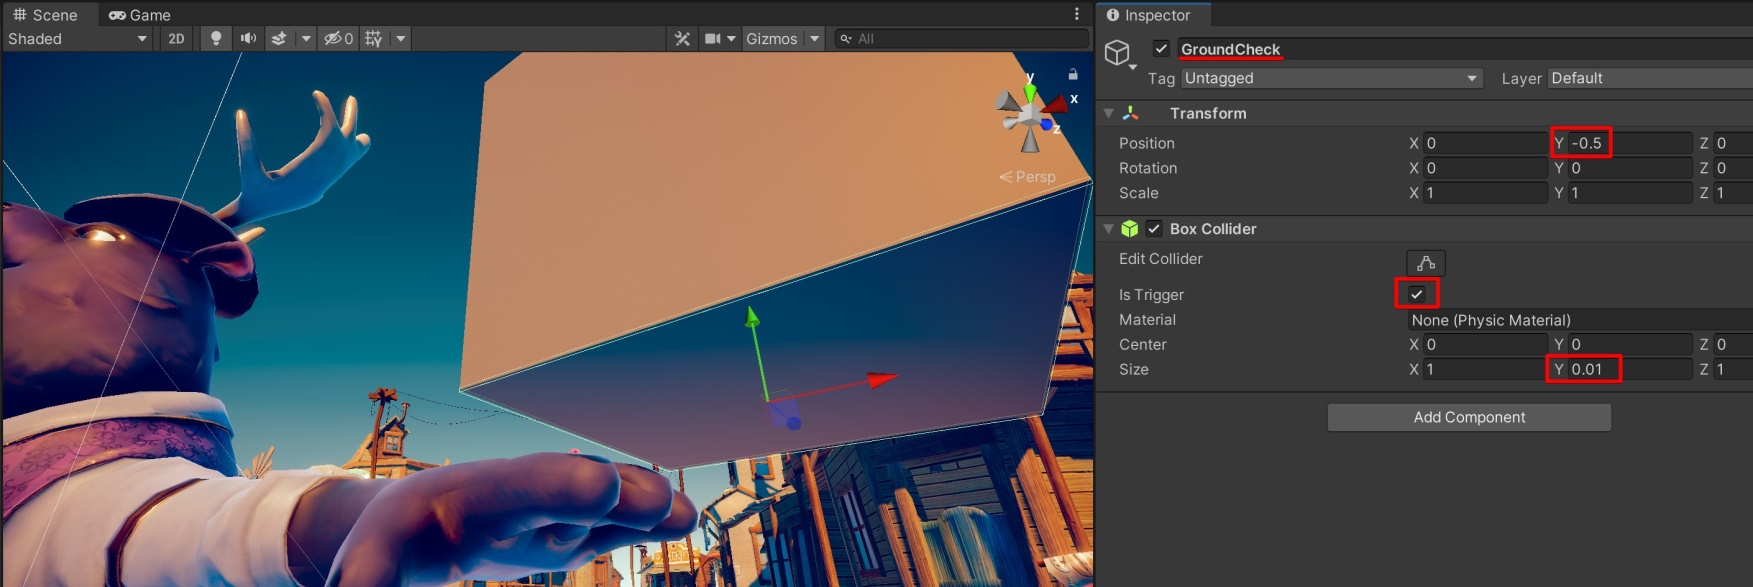 Scene Game
Shaded 2D 0 Gizmos All
y
x
z
Persp
Inspector
GroundCheck
Tag Untagged Layer Default
Transform
Position X 0 Y -0.5 Z 0
Rotation X 0 Y 0 Z 0
Scale X 1 Y 1 Z 1
Box Collider
Edit Collider
Is Trigger
Material None (Physic Material)
Center X 0 Y 0 Z 0
Size X 1 Y 0.01 Z 1
Add Component